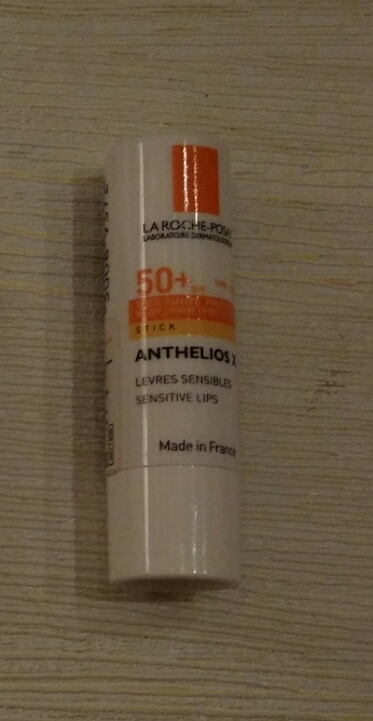 LA ROCHE-POSAY
LABORATOIRE DERMATOLOGIQUE
50+
STICK
ANTHELIOS X
LEVRES SENSIBLES
SENSITIVE LIPS
Made in France